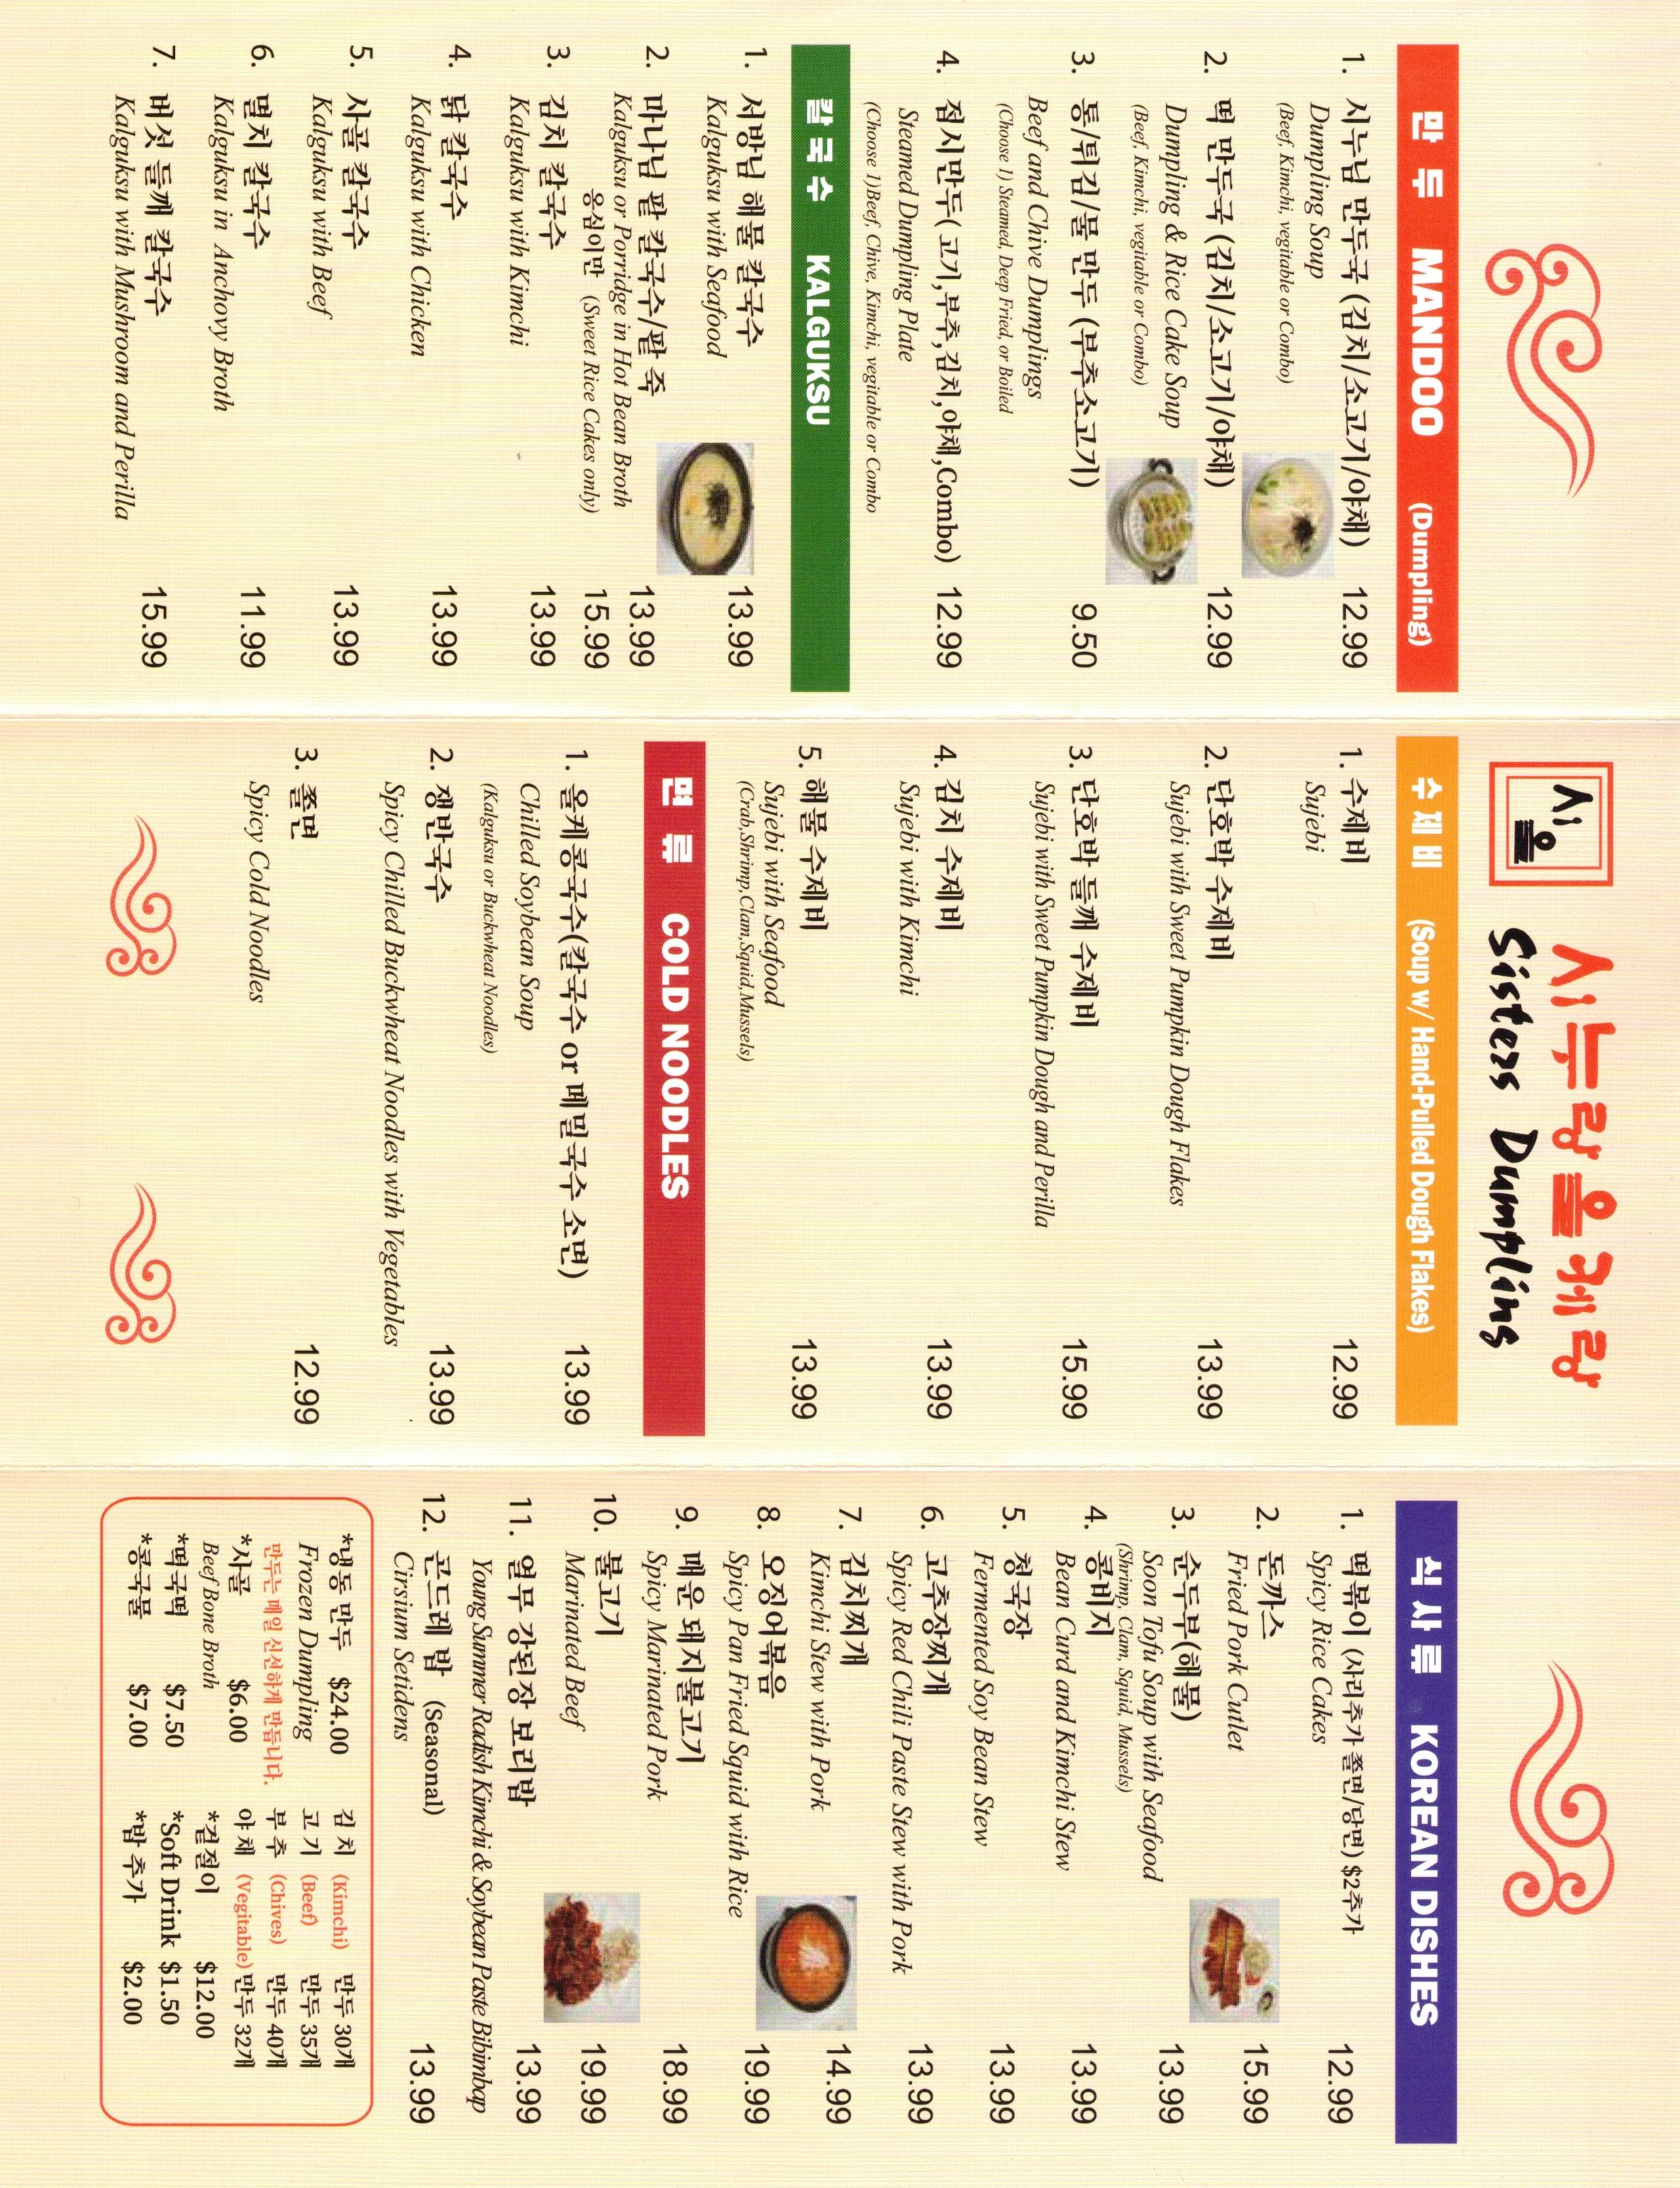 만두 MANDOO (Dumpling)
1. 시누님 만두국 (김치/소고기/야채) 12.99
Dumpling Soup
(Beef, Kimchi, vegitable or Combo)
2. 떡 만두국 (김치/소고기/야채) 12.99
Dumpling & Rice Cake Soup
(Beef, Kimchi, vegitable or Combo)
3. 통/튀김/물 만두 (부추소고기) 9.50
Beef and Chive Dumplings
(Choose 1) Steamed, Deep Fried, or Boiled
4. 접시만두( 고기,부추,김치,야채,Combo) 12.99
Steamed Dumpling Plate
(Choose 1)Beef, Chive, Kimchi, vegitable or Combo
칼국수 KALGUKSU
1. 서방님 해물 칼국수 13.99
Kalguksu with Seafood
2. 마나님 팥 칼국수/팥 죽 13.99
Kalguksu or Porridge in Hot Bean Broth
옹심이만 (Sweet Rice Cakes only) 15.99
3. 김치 칼국수 13.99
Kalguksu with Kimchi
4. 닭 칼국수 13.99
Kalguksu with Chicken
5. 사골 칼국수 13.99
Kalguksu with Beef
6. 멸치 칼국수 11.99
Kalguksu in Anchovy Broth
7. 버섯 들깨 칼국수 15.99
Kalguksu with Mushroom and Perilla
시올
시누랑올케랑
Sisters Dumpling
수제비 (Soup w/ Hand-Pulled Dough Flakes)
1. 수제비 12.99
Sujebi
2. 단호박 수제비 13.99
Sujebi with Sweet Pumpkin Dough Flakes
3. 단호박 들깨 수제비 15.99
Sujebi with Sweet Pumpkin Dough and Perilla
4. 김치 수제비 13.99
Sujebi with Kimchi
5. 해물 수제비 13.99
Sujebi with Seafood
(Crab,Shrimp,Clam,Squid,Mussels)
면류 COLD NOODLES
1. 올케콩국수(칼국수 or 메밀국수 소면) 13.99
Chilled Soybean Soup
(Kalguksu or Buckwheat Noodles)
2. 쟁반국수 13.99
Spicy Chilled Buckwheat Noodles with Vegetables
3. 쫄면 12.99
Spicy Cold Noodles
식사류 KOREAN DISHES
1. 떡볶이 (사리추가 쫄면/당면) $2추가 12.99
Spicy Rice Cakes
2. 돈까스 15.99
Fried Pork Cutlet
3. 순두부(해물) 13.99
Soon Tofu Soup with Seafood
(Shrimp, Clam, Squid, Mussels)
4. 콩비지 13.99
Bean Curd and Kimchi Stew
5. 청국장 13.99
Fermented Soy Bean Stew
6. 고추장찌개 13.99
Spicy Red Chili Paste Stew with Pork
7. 김치찌개 14.99
Kimchi Stew with Pork
8. 오징어볶음 19.99
Spicy Pan Fried Squid with Rice
9. 매운 돼지불고기 18.99
Spicy Marinated Pork
10. 불고기 19.99
Marinated Beef
11. 열무 강된장 보리밥 13.99
Young Summer Radish Kimchi & Soybean Paste Bibimbap
12. 곤드레 밥 (Seasonal) 13.99
Cirsium Setidens
*냉동 만두 $24.00
Frozen Dumpling
만두는 매일 신선하게 만듭니다.
*사골 $6.00
Beef Bone Broth
*떡국떡 $7.50
*콩국물 $7.00
김치 (Kimchi) 만두 30개
고기 (Beef) 만두 35개
부추 (Chives) 만두 40개
야채 (Vegitable) 만두 32개
*겉절이 $12.00
*Soft Drink $1.50
*밥 추가 $2.00